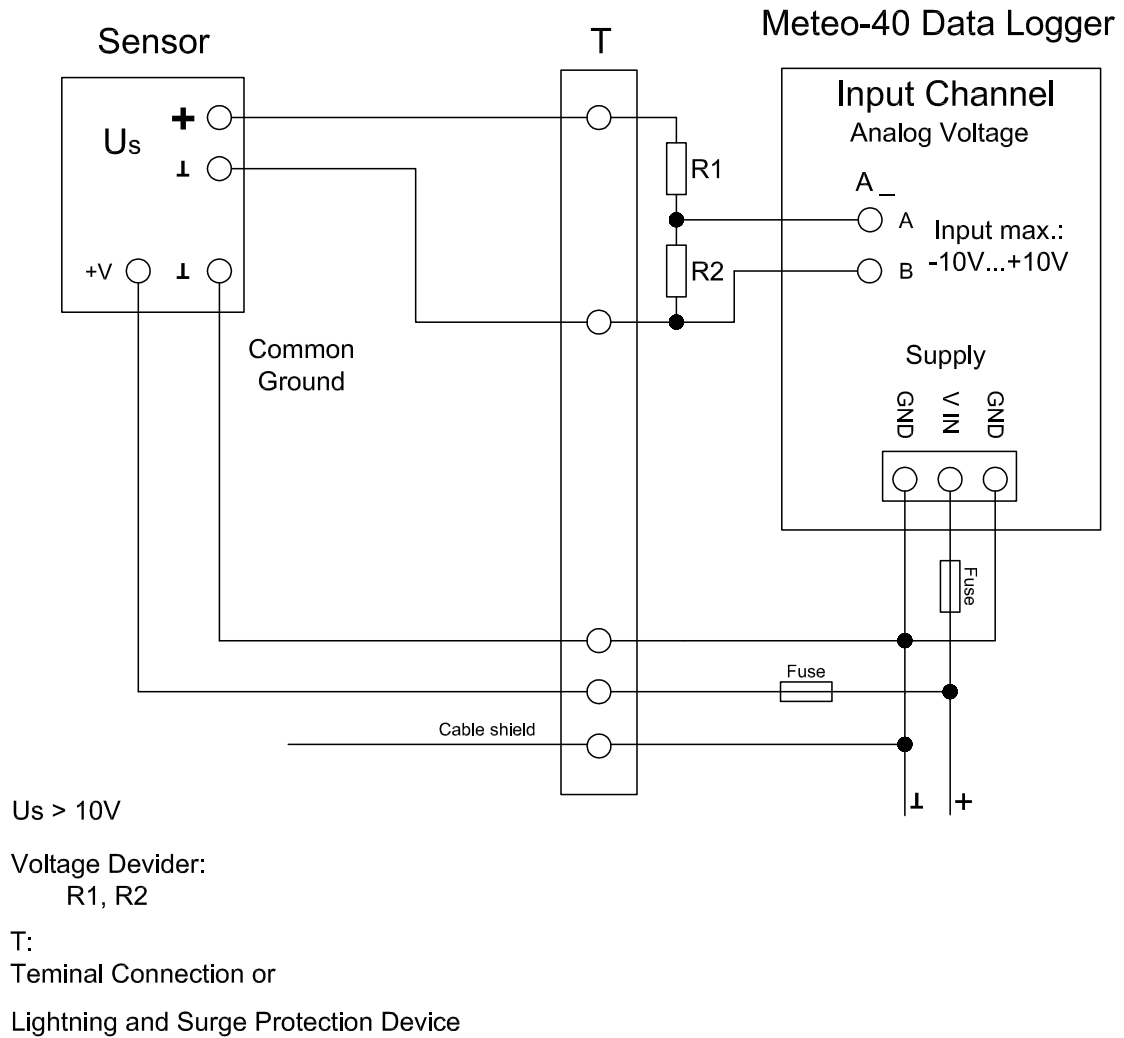 Meteo-40 Data Logger
Sensor
T
Input Channel
Analog Voltage
+
Us
⊥
R1
A _
A
Input max.:
-10V...+10V
+V
⊥
R2
B
Common
Ground
Supply
GND
V IN
GND
Fuse
Fuse
Cable shield
⊥
+
Us > 10V
Voltage Devider:
R1, R2
T:
Teminal Connection or
Lightning and Surge Protection Device